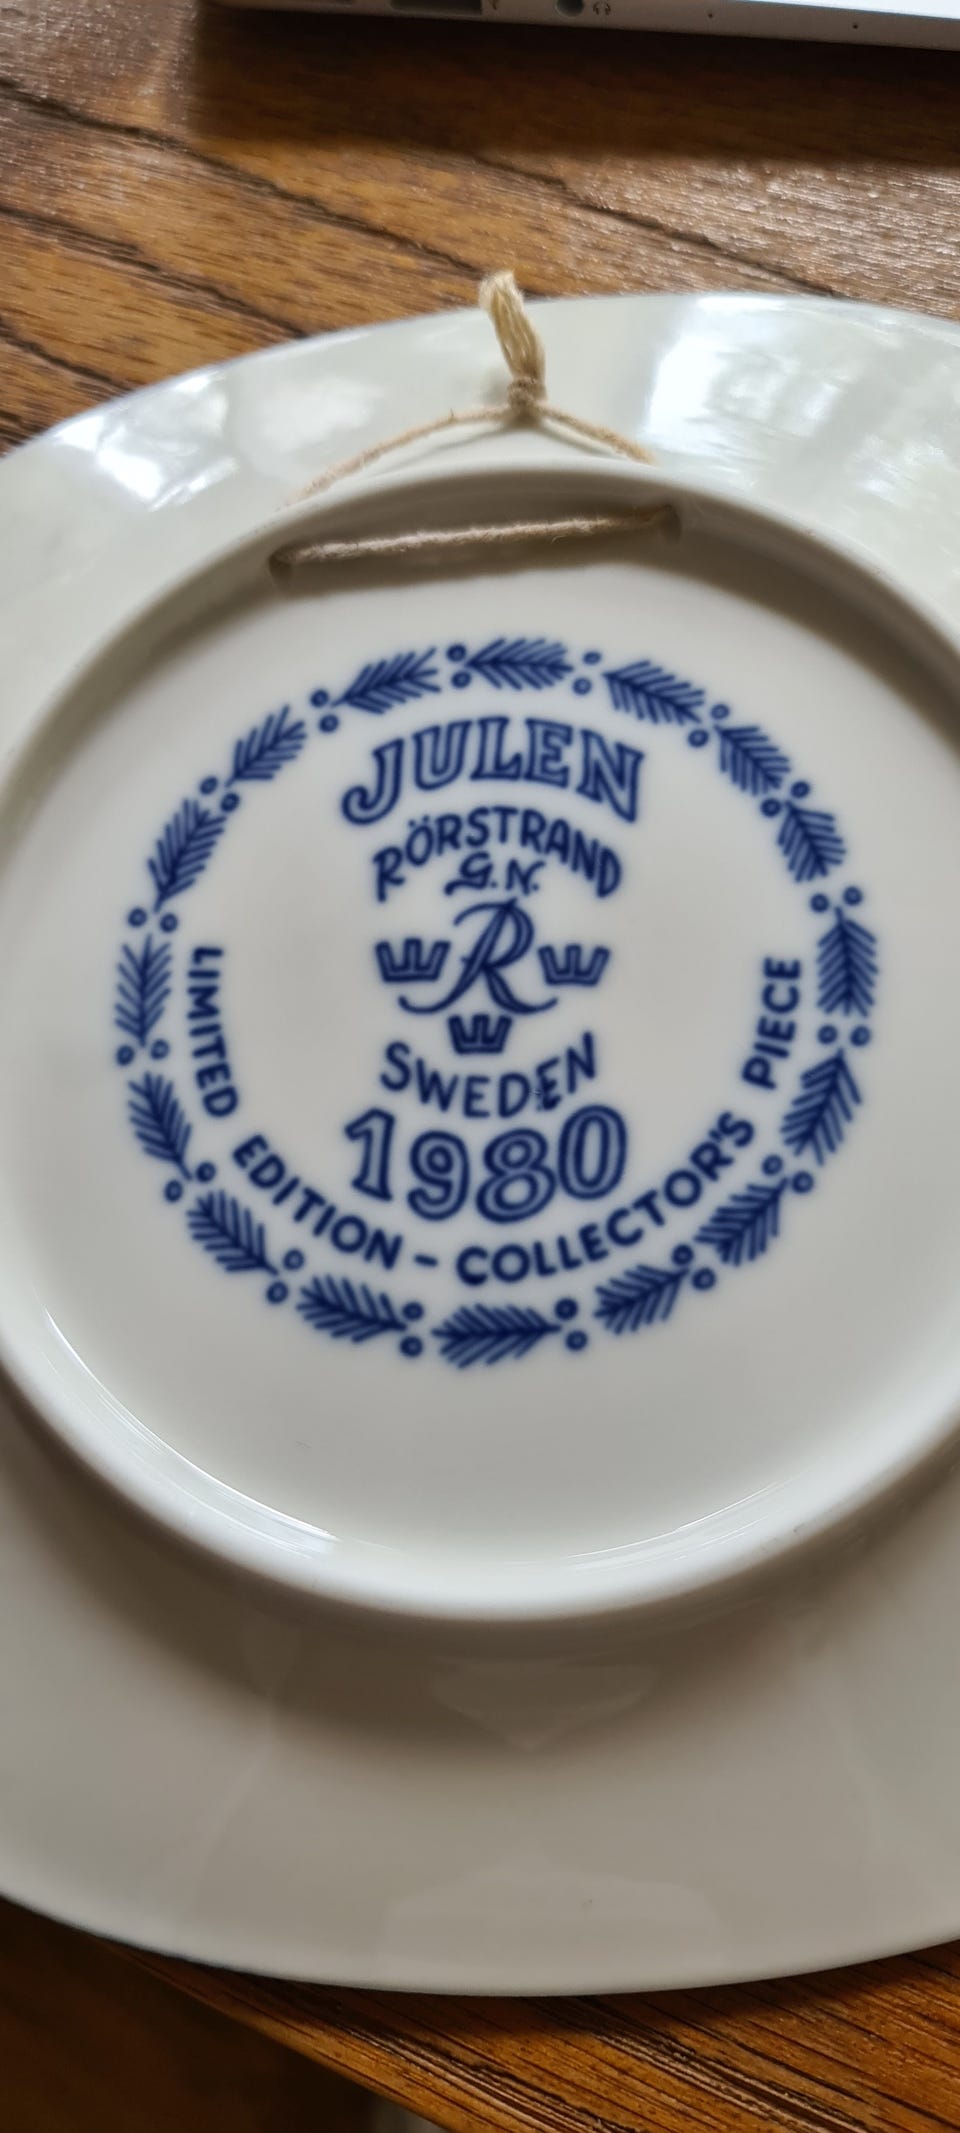 JULEN
RÖRSTRAND
G.N.
R
SWEDEN
1980
LIMITED EDITION - COLLECTOR'S PIECE